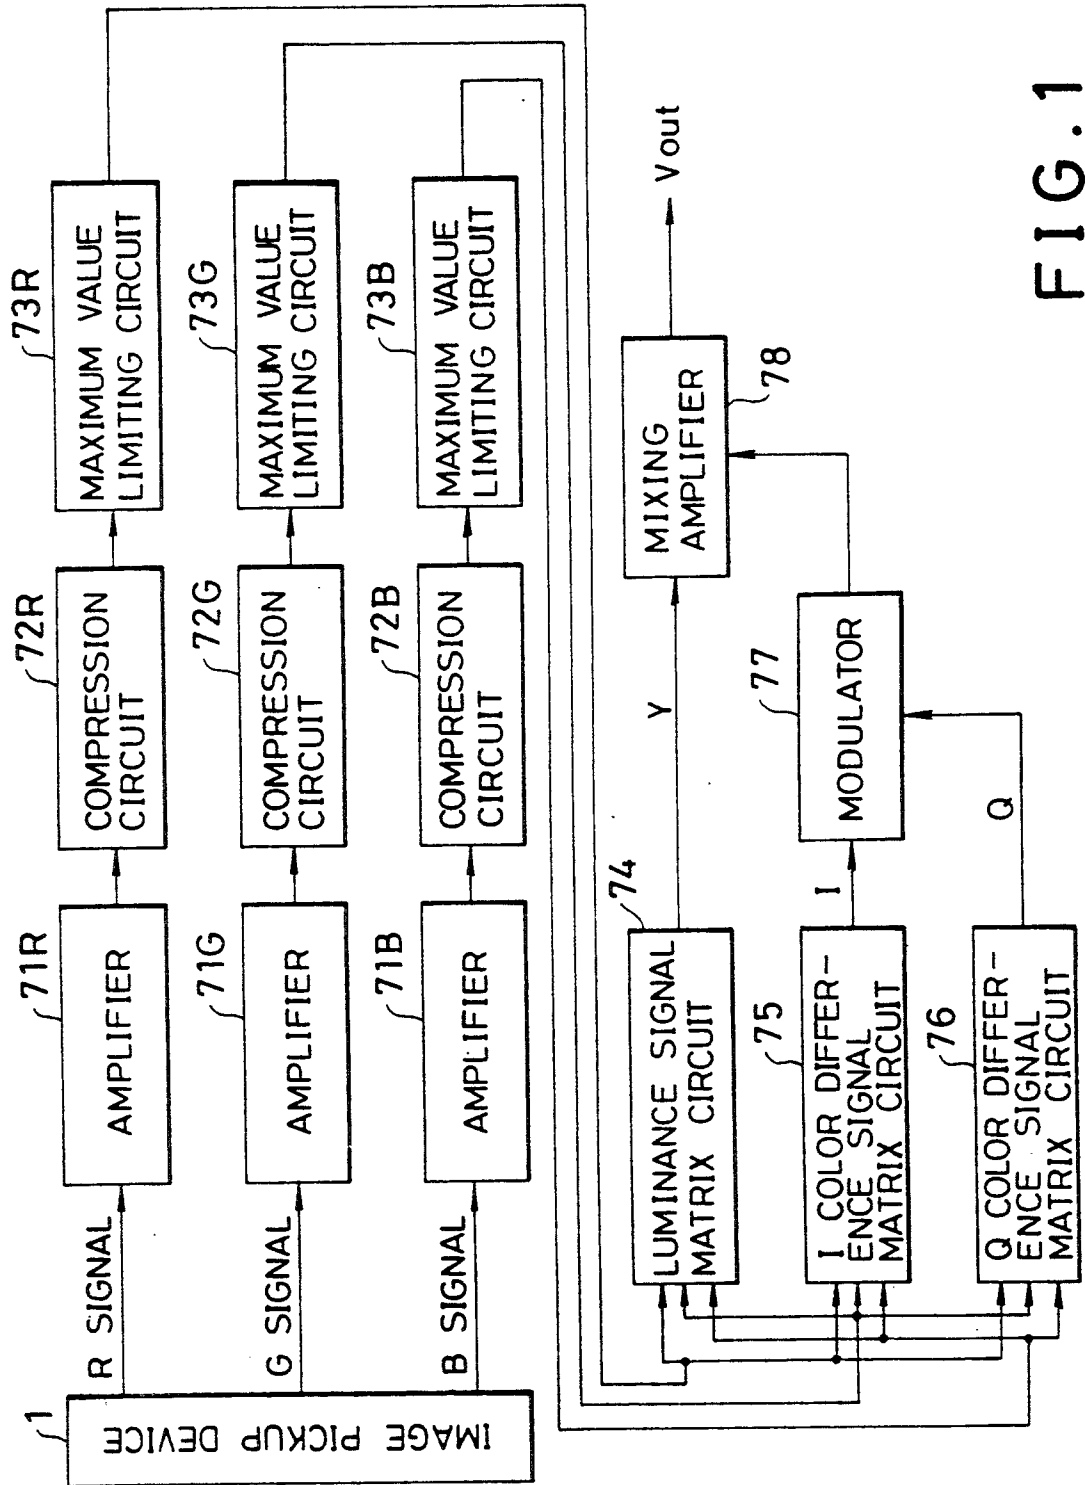 1
IMAGE PICKUP DEVICE
R SIGNAL
71R
AMPLIFIER
72R
COMPRESSION
CIRCUIT
73R
MAXIMUM VALUE
LIMITING CIRCUIT
G SIGNAL
71G
AMPLIFIER
72G
COMPRESSION
CIRCUIT
73G
MAXIMUM VALUE
LIMITING CIRCUIT
B SIGNAL
71B
AMPLIFIER
72B
COMPRESSION
CIRCUIT
73B
MAXIMUM VALUE
LIMITING CIRCUIT
74
LUMINANCE SIGNAL
MATRIX CIRCUIT
Y
MIXING
AMPLIFIER
78
Vout
75
I COLOR DIFFER-
ENCE SIGNAL
MATRIX CIRCUIT
I
77
MODULATOR
76
Q COLOR DIFFER-
ENCE SIGNAL
MATRIX CIRCUIT
Q
FIG.1